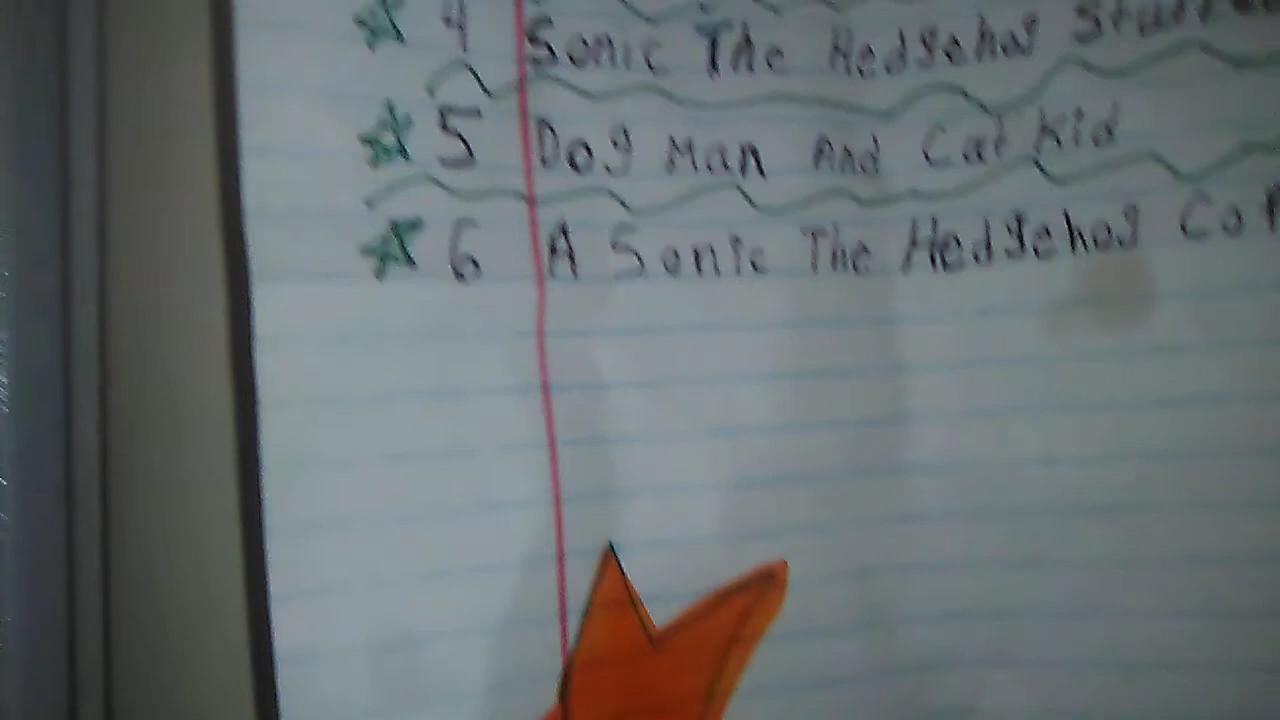 4 Sonic The Hedgehog
5 Dog Man And Cat Kid
6 A Sonic The Hedgehog